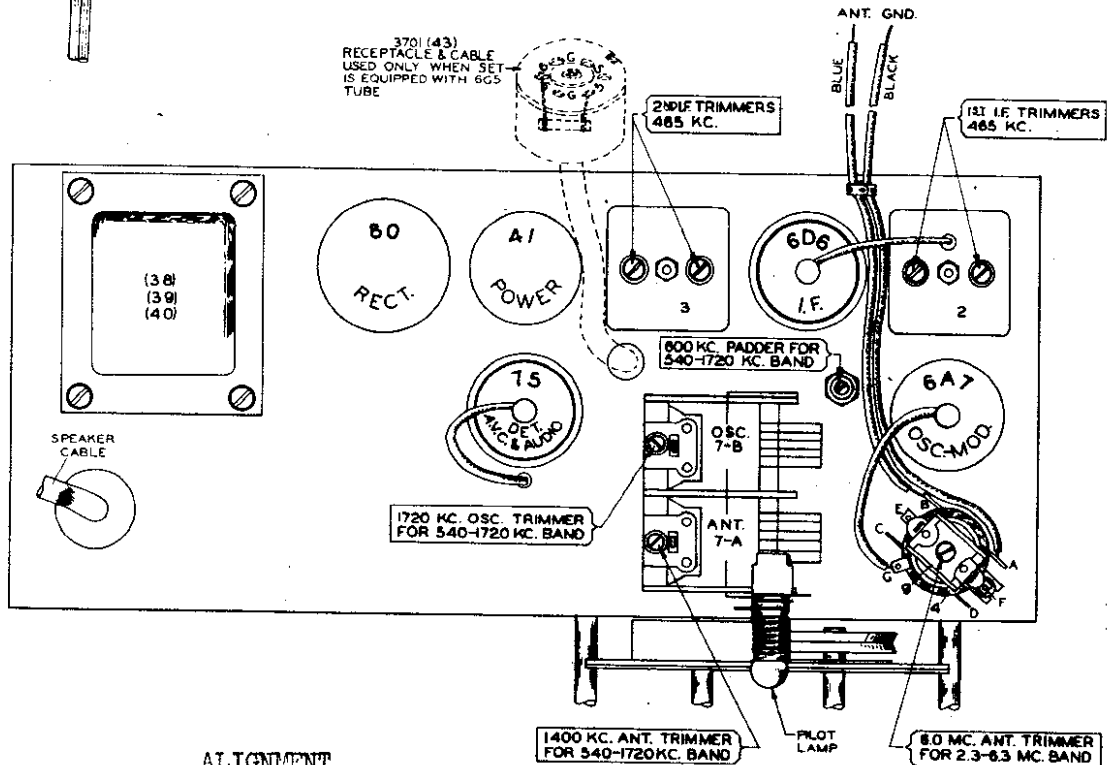 ANT. GND.
3701 (43)
RECEPTACLE & CABLE
USED ONLY WHEN SET
IS EQUIPPED WITH 6G5
TUBE
BLUE
BLACK
2ND I.F. TRIMMERS
465 KC.
1ST I.F. TRIMMERS
465 KC.
(38)
(39)
(40)
80
RECT.
41
POWER
3
6D6
I.F.
2
600 KC. PADDER FOR
540-1720 KC. BAND
75
DET.
A.V.C. & AUDIO
6A7
OSC-MOD.
SPEAKER
CABLE
OSC.
7-B
1720 KC. OSC. TRIMMER
FOR 540-1720 KC. BAND
ANT.
7-A
B
E
C
A
G
9
4
D
F
1400 KC. ANT. TRIMMER
FOR 540-1720 KC. BAND
PILOT
LAMP
6.0 MC. ANT. TRIMMER
FOR 2.3-6.3 MC. BAND
ALIGNMENT